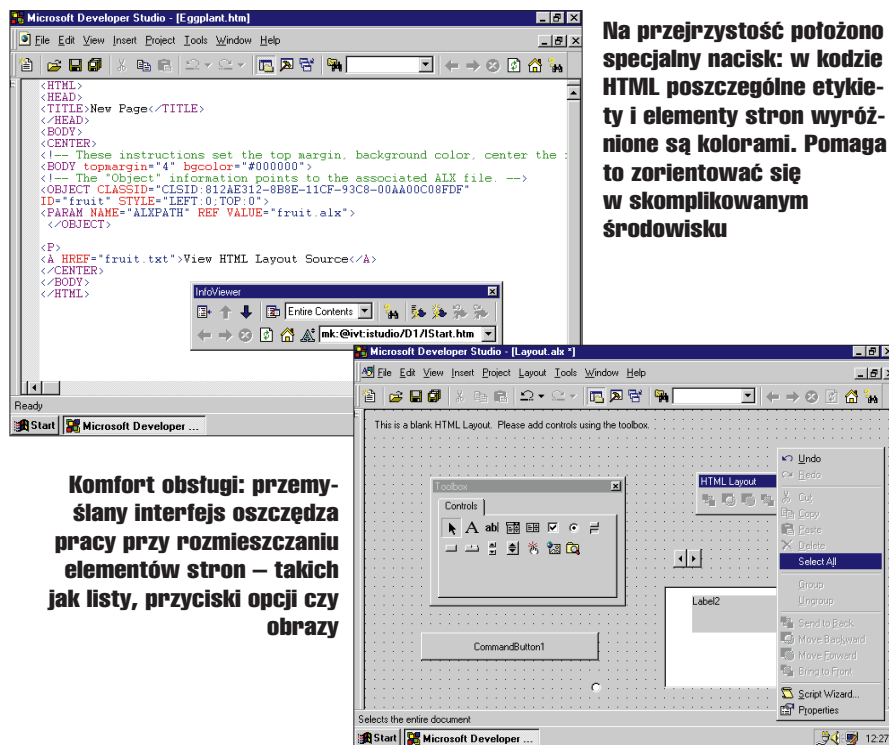 Microsoft Developer Studio - [Eggplant.htm]
File Edit View Insert Project Tools Window Help
<HTML>
<HEAD>
<TITLE>New Page</TITLE>
</HEAD>
<BODY>
<CENTER>
<!-- These instructions set the top margin, background color, center the
<BODY topmargin="4" bgcolor="#000000">
<!-- The "Object" information points to the associated ALX file. -->
<OBJECT CLASSID="CLSID:812AE312-8B8E-11CF-93C8-00AA00C08FDF"
ID="fruit" STYLE="LEFT:0;TOP:0">
<PARAM NAME="ALXPATH" REF VALUE="fruit.alx">
</OBJECT>
<P>
<A HREF="fruit.txt">View HTML Layout Source</A>
</CENTER>
</BODY>
</HTML>
InfoViewer
Entire Contents
mk:@ivt:istudio/D1/IStart.htm
Ready
Start Microsoft Developer ...
Na przejrzystość położono
specjalny nacisk: w kodzie
HTML poszczególne etykie-
ty i elementy stron wyróż-
nione są kolorami. Pomaga
to zorientować się
w skomplikowanym
środowisku
Komfort obsługi: przemy-
ślany interfejs oszczędza
pracy przy rozmieszczaniu
elementów stron – takich
jak listy, przyciski opcji czy
obrazy
Microsoft Developer Studio - [Layout.alx *]
File Edit View Insert Project Layout Tools Window Help
This is a blank HTML Layout. Please add controls using the toolbox.
Toolbox
Controls
A abl
HTML Layout
Label2
CommandButton1
Undo
Redo
Cut
Copy
Paste
Delete
Select All
Group
Ungroup
Send to Back
Move Backward
Move Forward
Bring to Front
Script Wizard...
Properties
Selects the entire document
Start Microsoft Developer ...
12:27